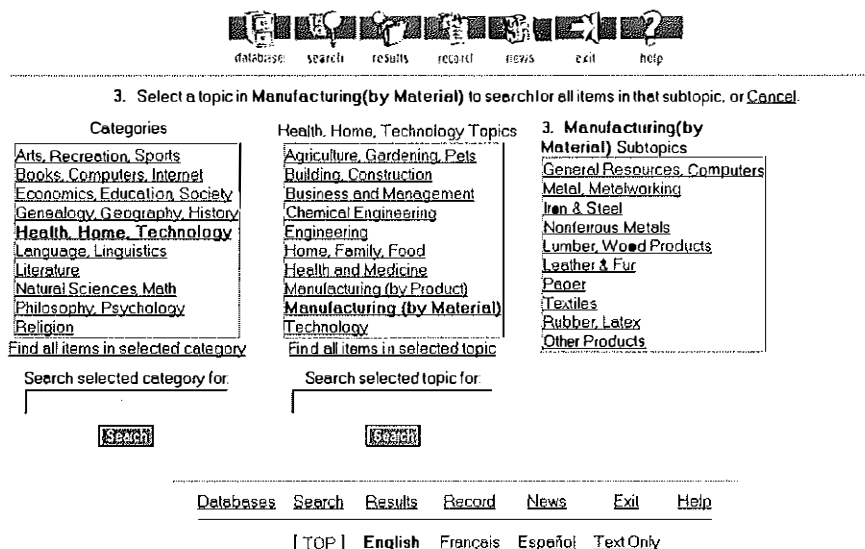 database search results record news exit help
3. Select a topic in Manufacturing(by Material) to search for all items in that subtopic, or Cancel.
Categories
Arts, Recreation, Sports
Books, Computers, Internet
Economics, Education, Society
Genealogy, Geography, History
Health, Home, Technology
Language, Linguistics
Literature
Natural Sciences, Math
Philosophy, Psychology
Religion
Find all items in selected category
Search selected category for:
Search
Health, Home, Technology Topics
Agriculture, Gardening, Pets
Building, Construction
Business and Management
Chemical Engineering
Engineering
Home, Family, Food
Health and Medicine
Manufacturing (by Product)
Manufacturing (by Material)
Technology
Find all items in selected topic
Search selected topic for:
Search
3. Manufacturing(by
Material) Subtopics
General Resources, Computers
Metal, Metalworking
Iron & Steel
Nonferrous Metals
Lumber, Wood Products
Leather & Fur
Paper
Textiles
Rubber, Latex
Other Products
Databases Search Results Record News Exit Help
[ TOP ] English Français Español Text Only